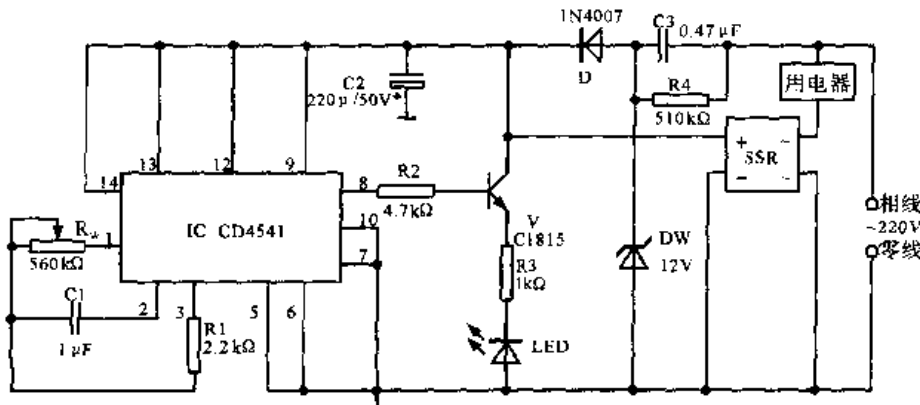 1N4007
D
C3
0.47μF
C2
220μ/50V
+
R4
510kΩ
用电器
+ ~
SSR
- ~
13
12
9
14
8
R2
4.7kΩ
IC CD4541
10
7
Rw
1
560kΩ
V
C1815
R3
1kΩ
DW
12V
相线
~220V
零线
C1
1μF
2
3
R1
2.2kΩ
5
6
LED